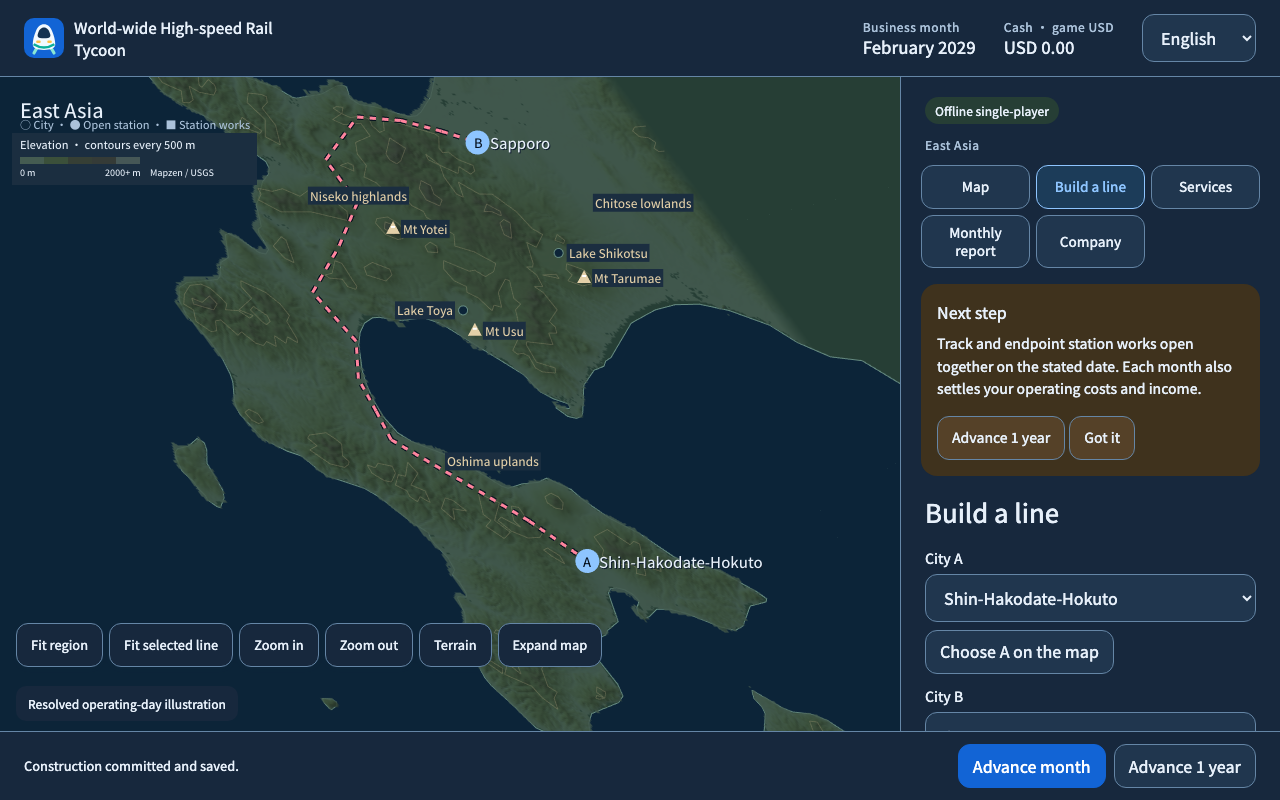 World-wide High-speed Rail
Tycoon
Business month
February 2029
Cash • game USD
USD 0.00
English
East Asia
City • Open station • Station works
Elevation • contours every 500 m
0 m
2000+ m
Mapzen / USGS
B
Sapporo
Niseko highlands
Chitose lowlands
Mt Yotei
Lake Shikotsu
Mt Tarumae
Lake Toya
Mt Usu
Oshima uplands
A
Shin-Hakodate-Hokuto
Fit region
Fit selected line
Zoom in
Zoom out
Terrain
Expand map
Resolved operating-day illustration
Offline single-player
East Asia
Map
Build a line
Services
Monthly
report
Company
Next step
Track and endpoint station works open
together on the stated date. Each month also
settles your operating costs and income.
Advance 1 year
Got it
Build a line
City A
Shin-Hakodate-Hokuto
Choose A on the map
City B
Construction committed and saved.
Advance month
Advance 1 year